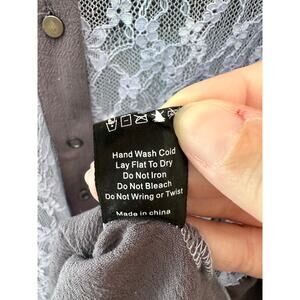 Hand Wash Cold
Lay Flat To Dry
Do Not Iron
Do Not Bleach
Do Not Wring or Twist
Made in china